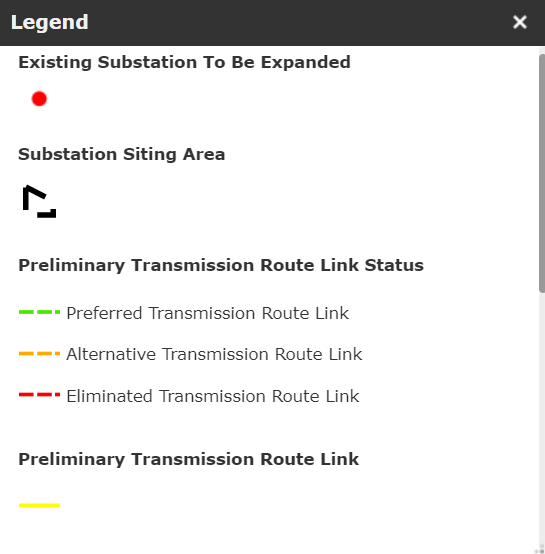 Legend
Existing Substation To Be Expanded
Substation Siting Area
Preliminary Transmission Route Link Status
Preferred Transmission Route Link
Alternative Transmission Route Link
Eliminated Transmission Route Link
Preliminary Transmission Route Link